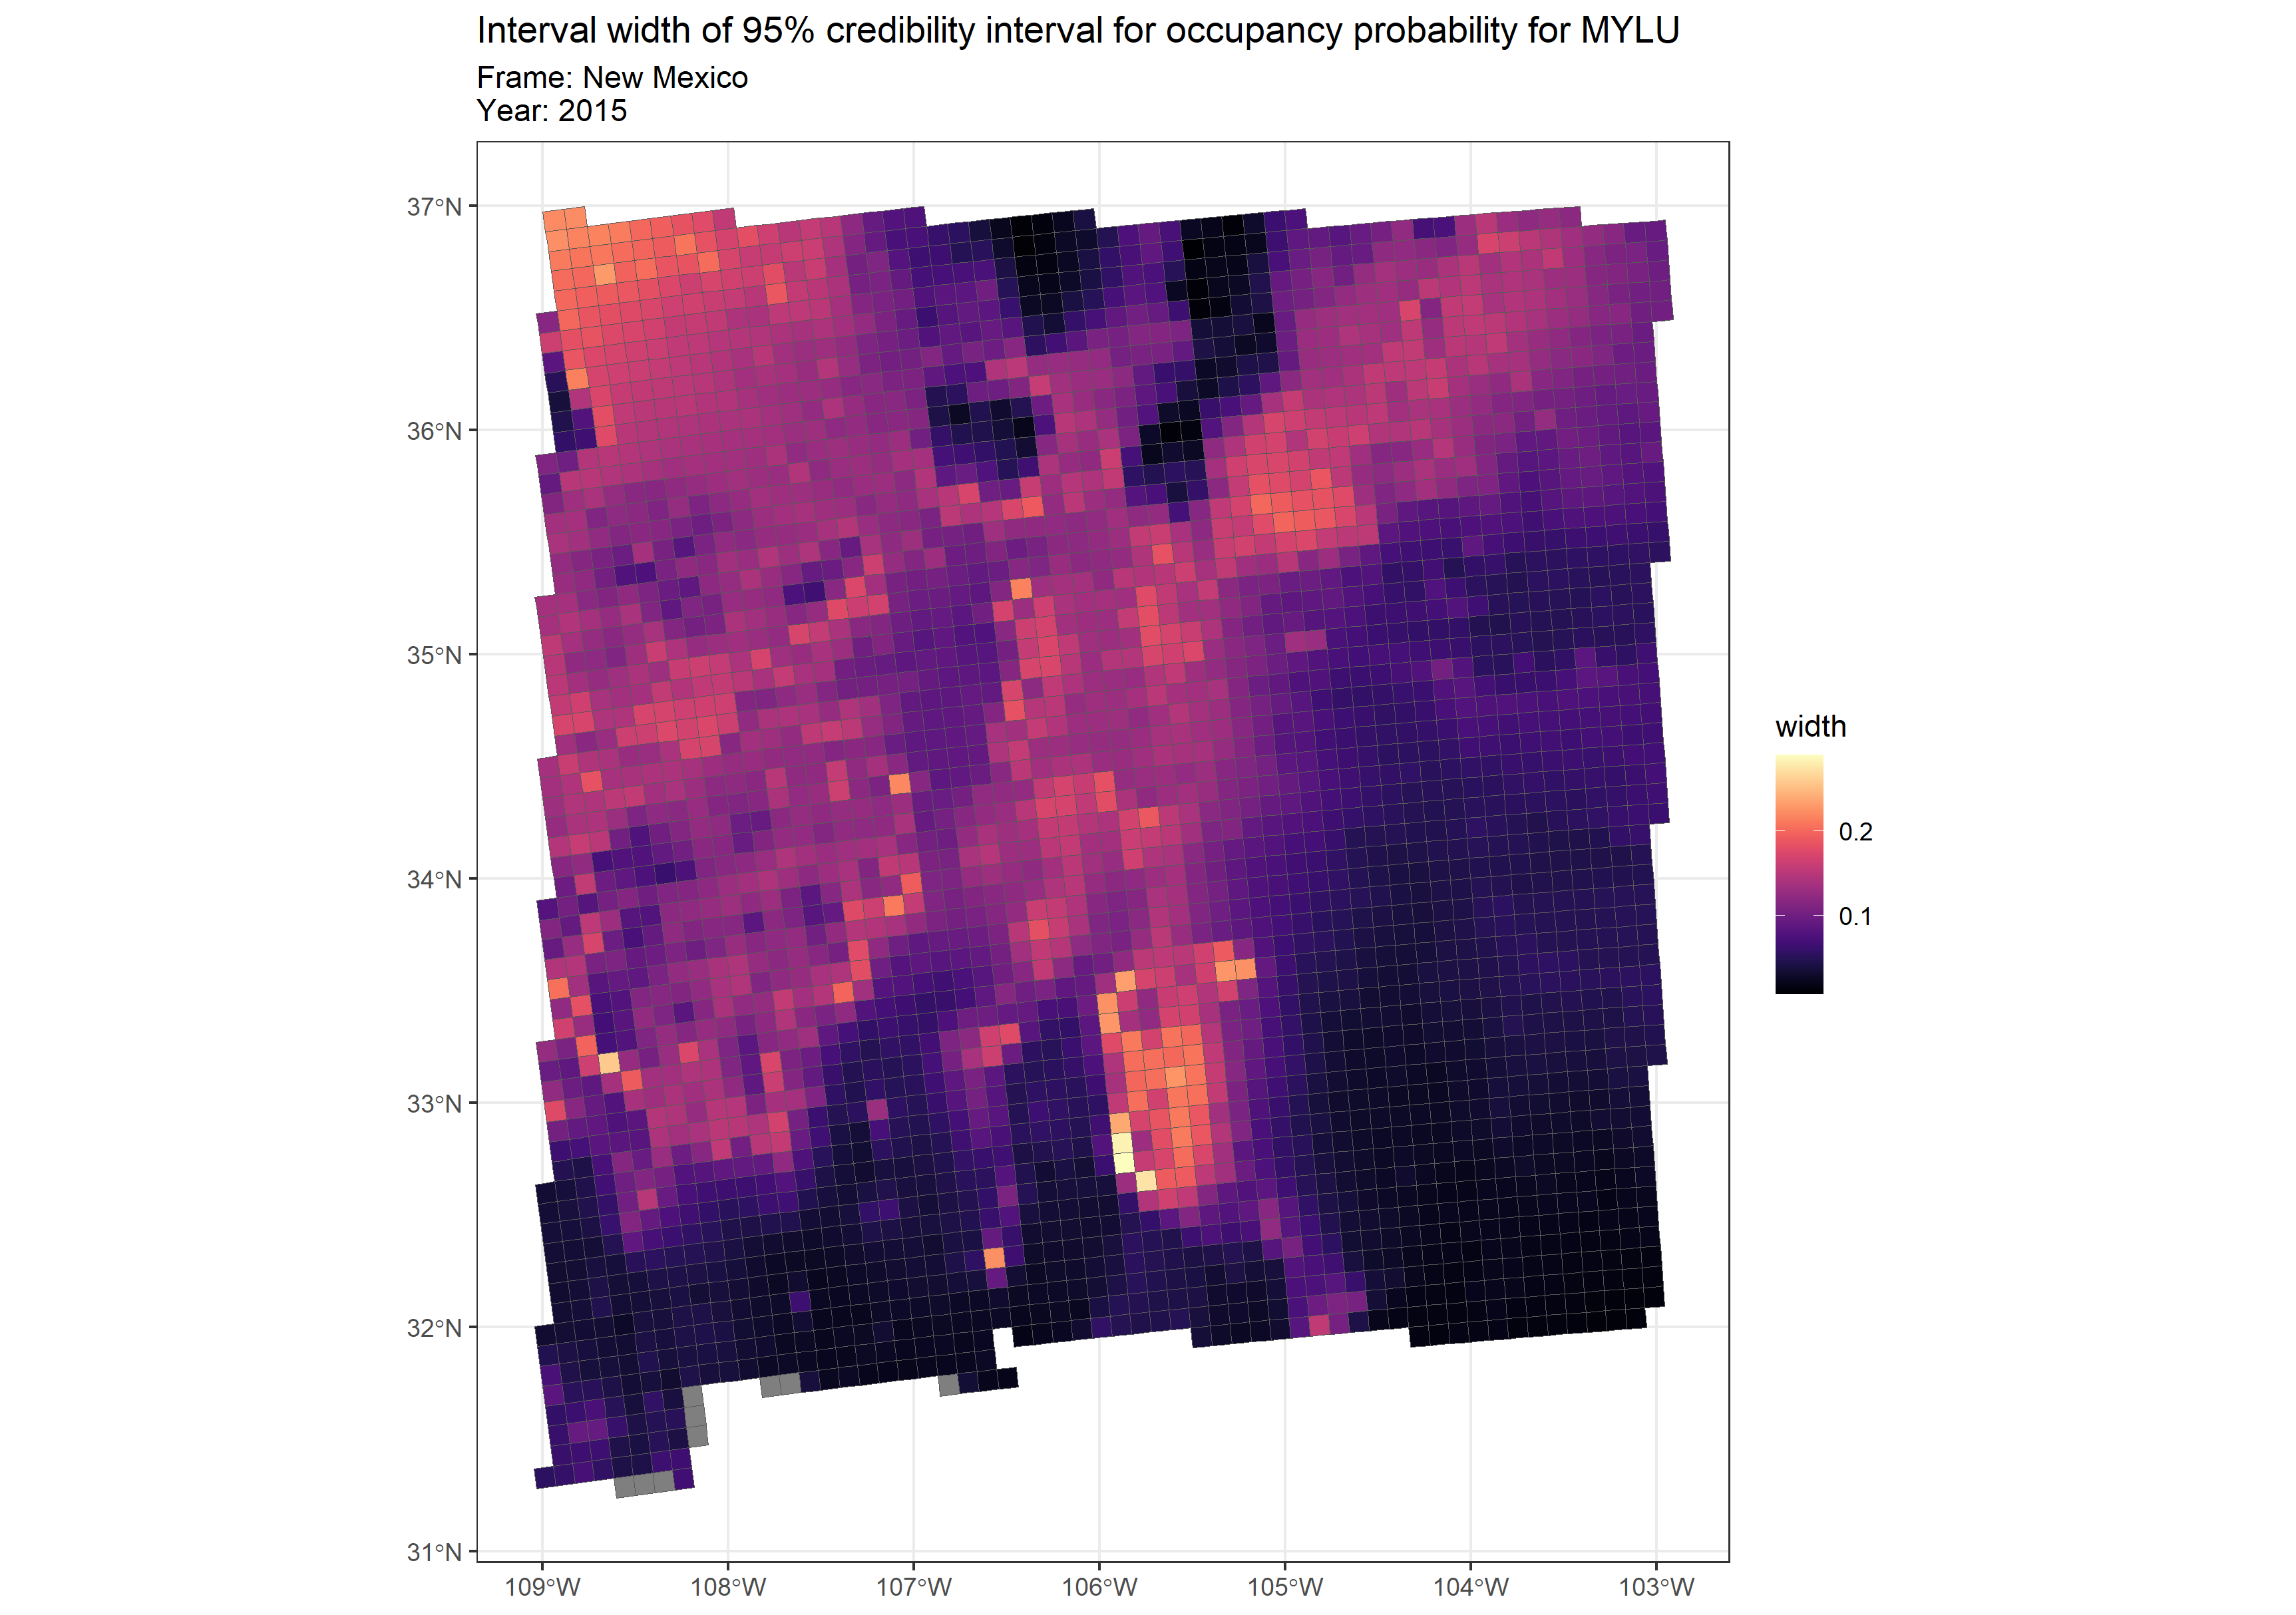 Interval width of 95% credibility interval for occupancy probability for MYLU
Frame: New Mexico
Year: 2015
37°N
36°N
35°N
34°N
33°N
32°N
31°N
109°W
108°W
107°W
106°W
105°W
104°W
103°W
width
0.2
0.1